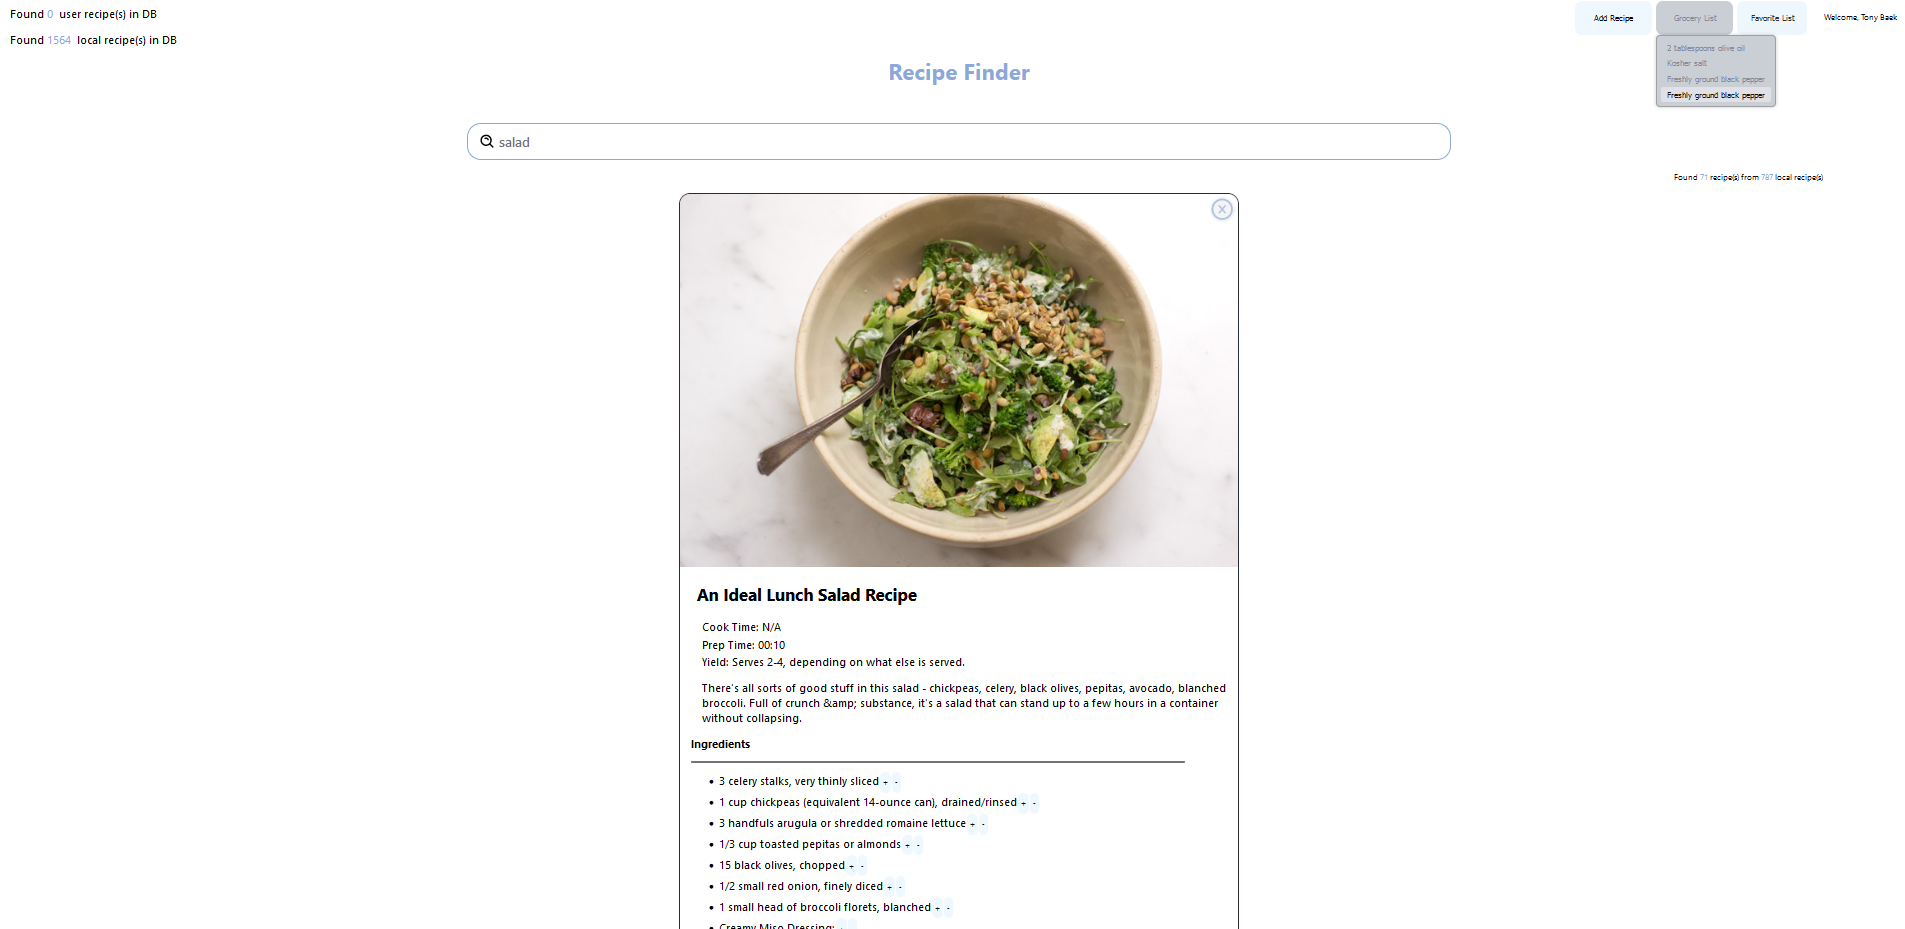 Found 0 user recipe(s) in DB
Found 1564 local recipe(s) in DB
Add Recipe
Grocery List
Favorite List
Welcome, Tony Baek
2 tablespoons olive oil
Kosher salt
Freshly ground black pepper
Freshly ground black pepper
Recipe Finder
salad
Found 71 recipe(s) from 787 local recipe(s)
X
An Ideal Lunch Salad Recipe
Cook Time: N/A
Prep Time: 00:10
Yield: Serves 2-4, depending on what else is served.
There's all sorts of good stuff in this salad - chickpeas, celery, black olives, pepitas, avocado, blanched
broccoli. Full of crunch &amp; substance, it's a salad that can stand up to a few hours in a container
without collapsing.
Ingredients
• 3 celery stalks, very thinly sliced + -
• 1 cup chickpeas (equivalent 14-ounce can), drained/rinsed + -
• 3 handfuls arugula or shredded romaine lettuce + -
• 1/3 cup toasted pepitas or almonds + -
• 15 black olives, chopped + -
• 1/2 small red onion, finely diced + -
• 1 small head of broccoli florets, blanched + -
• Creamy Miso Dressing: + -